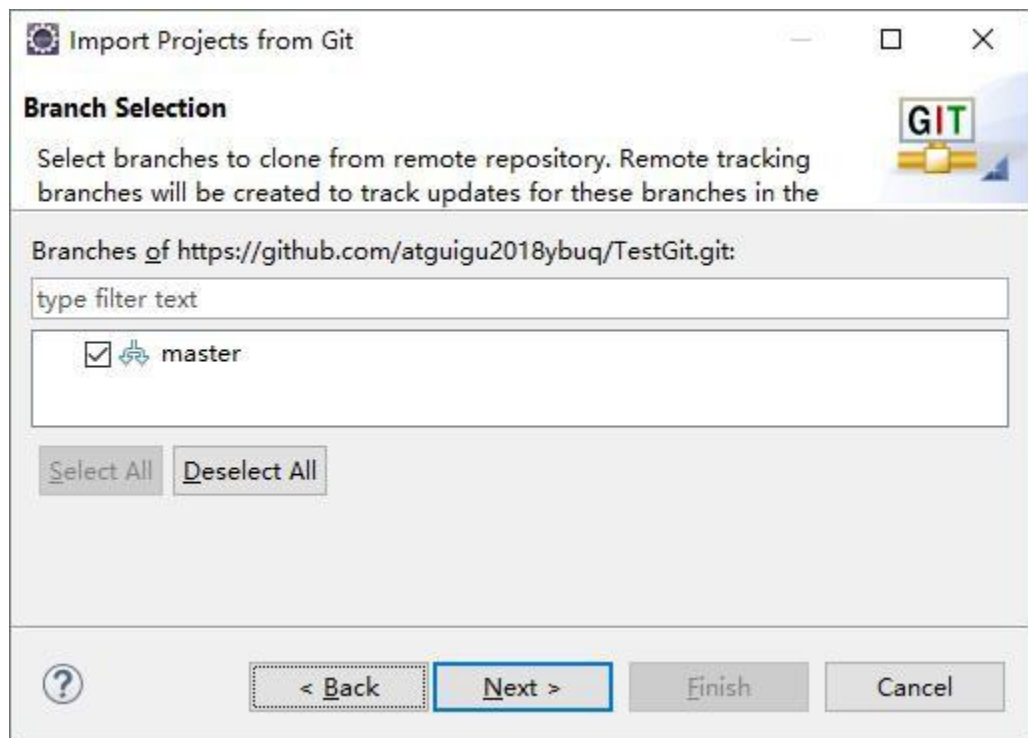 Import Projects from Git
Branch Selection
GIT
Select branches to clone from remote repository. Remote tracking
branches will be created to track updates for these branches in the
Branches of https://github.com/atguigu2018ybuq/TestGit.git:
type filter text
master
Select All Deselect All
? < Back Next > Finish Cancel